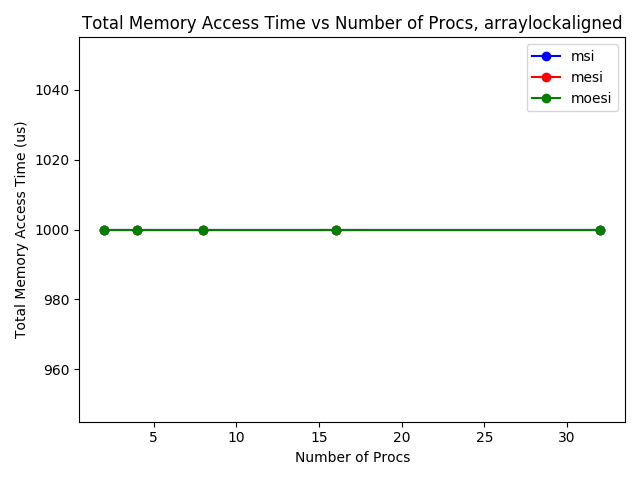 Total Memory Access Time vs Number of Procs, arraylockaligned
msi
mesi
moesi
Total Memory Access Time (us)
1040
1020
1000
980
960
5 10 15 20 25 30
Number of Procs